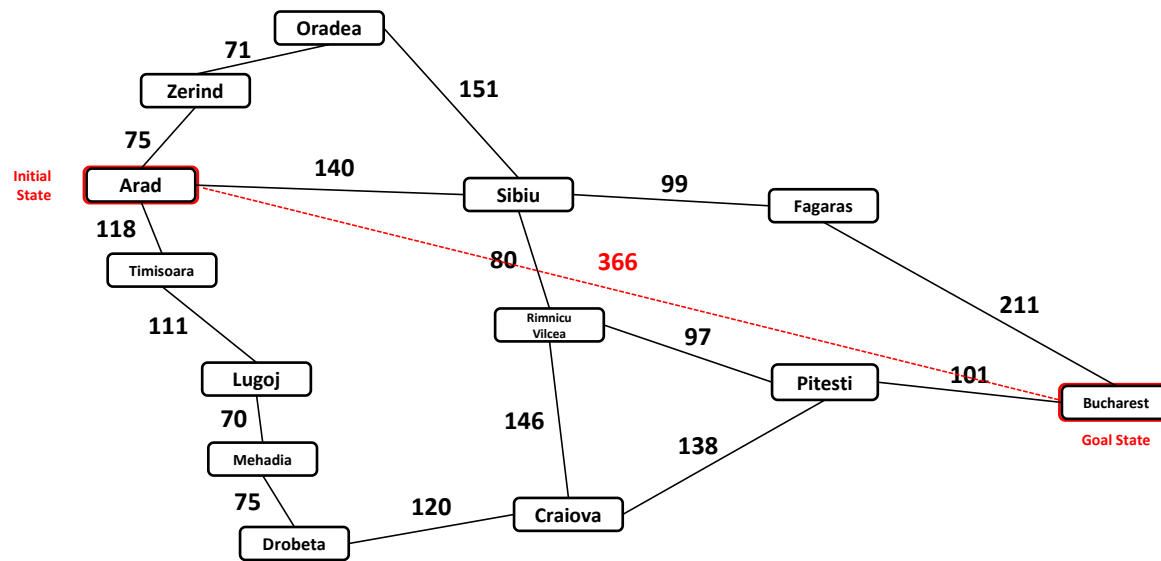 Oradea
71
Zerind
151
75
Initial
State
Arad
140
Sibiu
99
Fagaras
118
Timisoara
80
366
111
Rimnicu
Vilcea
97
211
Lugoj
Pitesti
101
Bucharest
70
146
138
Goal State
Mehadia
75
120
Craiova
Drobeta